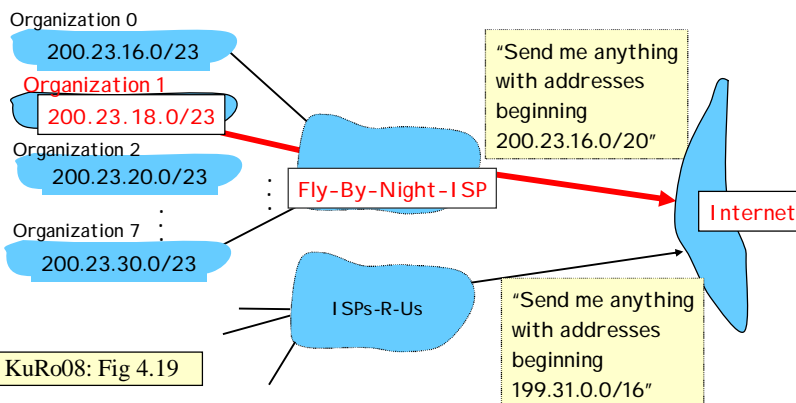 Organization 0
200.23.16.0/23
Organization 1
200.23.18.0/23
Organization 2
200.23.20.0/23
Organization 7
200.23.30.0/23
Fly-By-Night-ISP
ISPs-R-Us
“Send me anything
with addresses
beginning
200.23.16.0/20”
Internet
“Send me anything
with addresses
beginning
199.31.0.0/16”
KuRo08: Fig 4.19